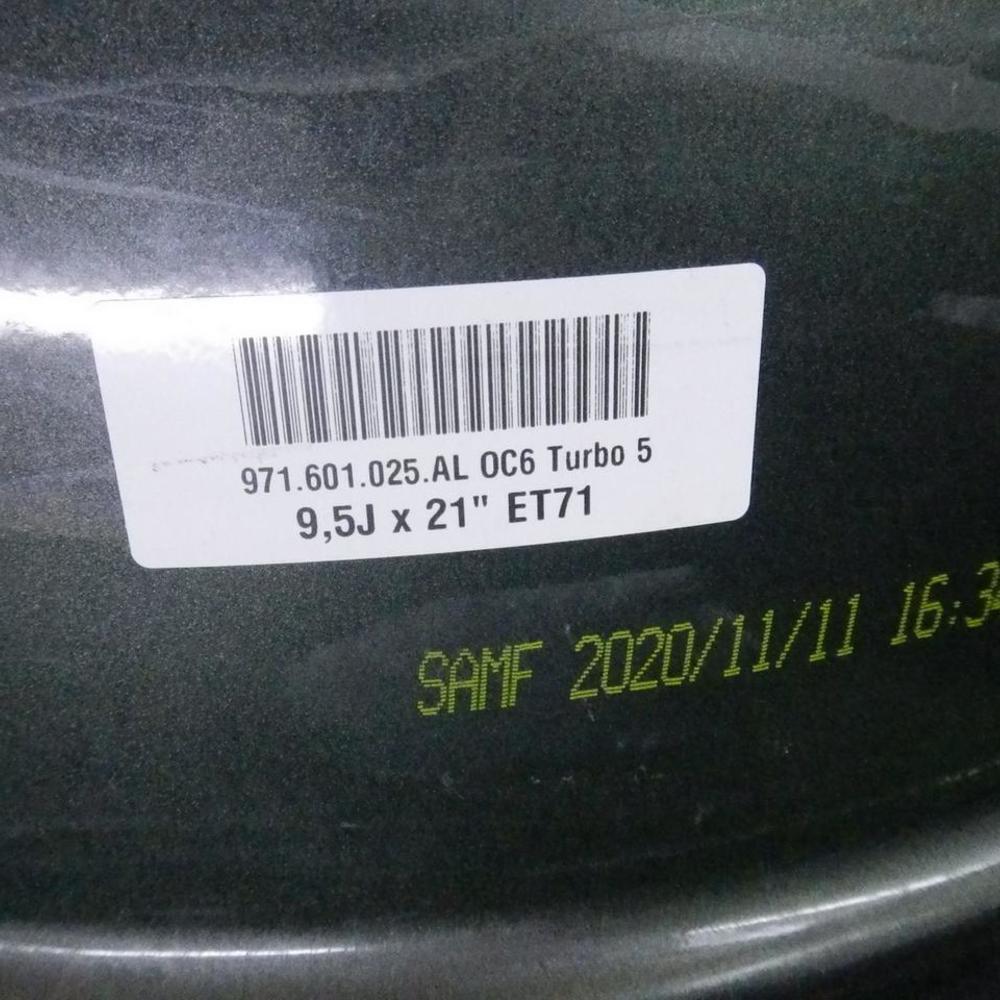 971.601.025.AL OC6 Turbo 5
9,5J x 21" ET71
SAMF 2020/11/11 16:3